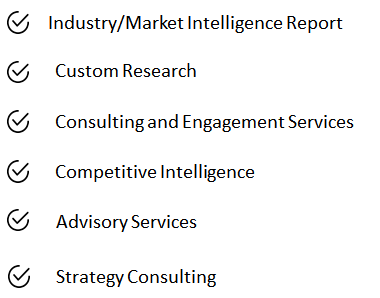 Industry/Market Intelligence Report
Custom Research
Consulting and Engagement Services
Competitive Intelligence
Advisory Services
Strategy Consulting